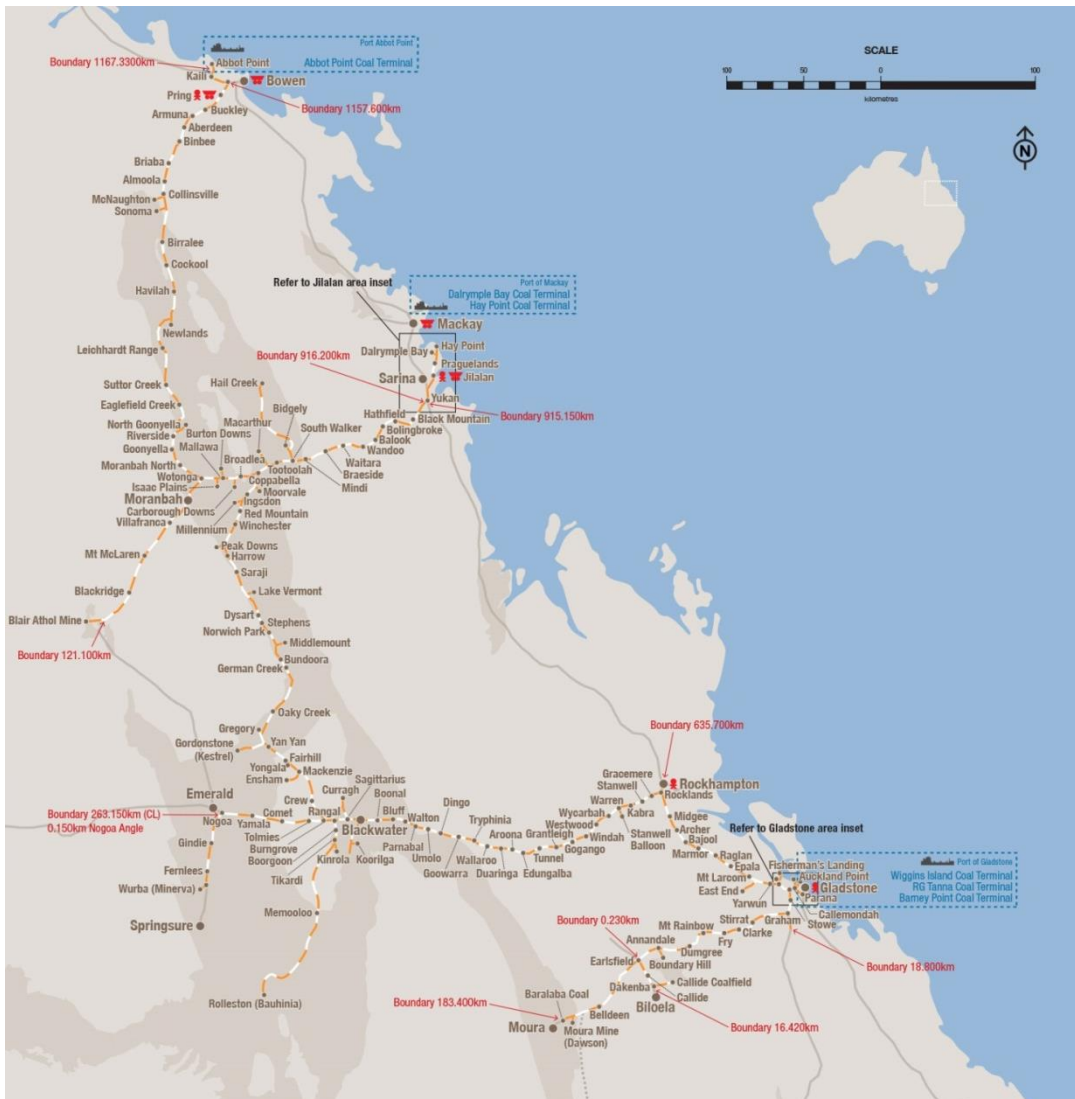 Port Abbot Point
Abbot Point Coal Terminal
SCALE
100
50
0
100
kilometres
N
Boundary 1167.3300km
Abbot Point
Kaili
Bowen
Pring
Boundary 1157.600km
Buckley
Armuna
Aberdeen
Binbee
Briaba
Almoola
Collinsville
McNaughton
Sonoma
Birralee
Cockool
Havilah
Newlands
Leichhardt Range
Suttor Creek
Eaglefield Creek
North Goonyella
Riverside
Goonyella
Moranbah North
Wotonga
Isaac Plains
Moranbah
Carborough Downs
Villafranca
Millennium
Mt McLaren
Blackridge
Blair Athol Mine
Boundary 121.100km
Refer to Jilalan area inset
Port of Mackay
Dalrymple Bay Coal Terminal
Hay Point Coal Terminal
Mackay
Hay Point
Dalrymple Bay
Praguelands
Boundary 916.200km
Sarina
Jilalan
Yukan
Boundary 915.150km
Black Mountain
Hathfield
Bolingbroke
Balook
Wandoo
Waitara
Braeside
Mindi
South Walker
Tootoolah
Bidgely
Hail Creek
Macarthur
Burton Downs
Mallawa
Broadlea
Coppabella
Moorvale
Ingsdon
Red Mountain
Winchester
Peak Downs
Harrow
Saraji
Lake Vermont
Dysart
Stephens
Norwich Park
Middlemount
Bundoora
German Creek
Oaky Creek
Gregory
Gordonstone
(Kestrel)
Yan Yan
Fairhill
Yongala
Ensham
Mackenzie
Crew
Sagittarius
Curragh
Boonal
Rangal
Bluff
Emerald
Boundary 263.150km (CL)
0.150km Nogoa Angle
Nogoa
Comet
Yamala
Tolmies
Burngrove
Boorgoon
Kinrola
Koorilga
Blackwater
Parnabal
Walton
Umolo
Dingo
Goowarra
Tryphinia
Wallaroo
Aroona
Duaringa
Edungalba
Grantleigh
Tunnel
Gogango
Windah
Westwood
Wycarbah
Warren
Kabra
Stanwell
Balloon
Stanwell
Gracemere
Boundary 635.700km
Rockhampton
Rocklands
Midgee
Archer
Bajool
Marmor
Raglan
Epala
Mt Larcom
East End
Yarwun
Refer to Gladstone area inset
Fisherman's Landing
Auckland Point
Gladstone
Parana
Callemondah
Stowe
Port of Gladstone
Wiggins Island Coal Terminal
RG Tanna Coal Terminal
Barney Point Coal Terminal
Gindie
Fernlees
Wurba (Minerva)
Springsure
Tikardi
Memooloo
Rolleston (Bauhinia)
Graham
Boundary 18.800km
Stirrat
Clarke
Fry
Mt Rainbow
Dumgree
Annandale
Boundary Hill
Boundary 0.230km
Earlsfield
Dakenba
Callide Coalfield
Callide
Biloela
Boundary 16.420km
Baralaba Coal
Belldeen
Boundary 183.400km
Moura
Moura Mine
(Dawson)